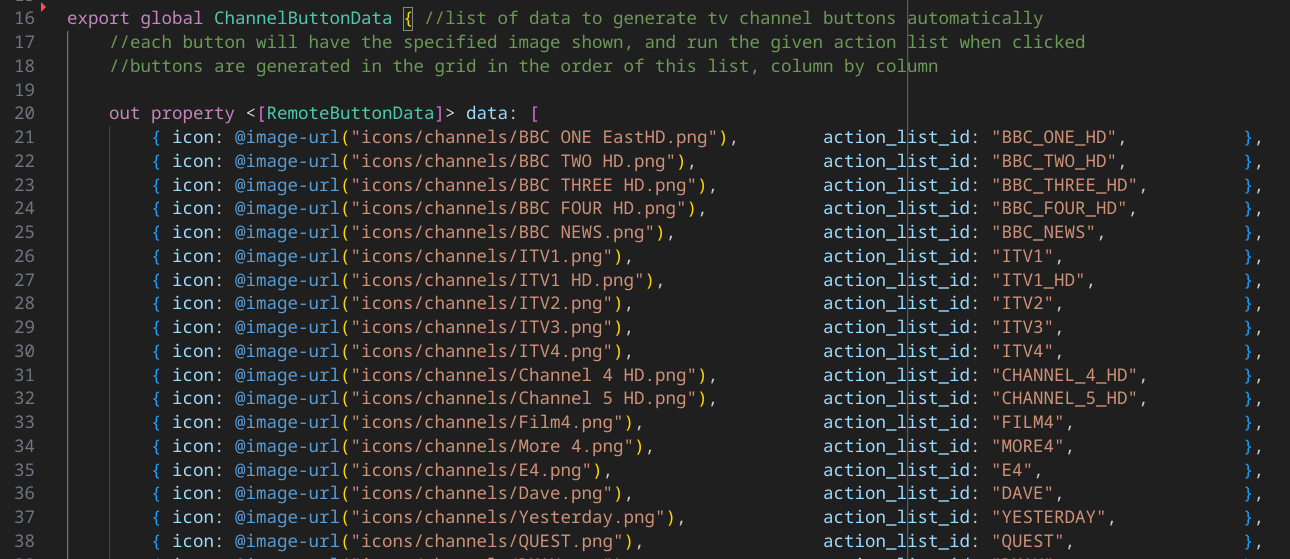 16 export global ChannelButtonData { //list of data to generate tv channel buttons automatically
17 //each button will have the specified image shown, and run the given action list when clicked
18 //buttons are generated in the grid in the order of this list, column by column
19
20 out property <[RemoteButtonData]> data: [
21 { icon: @image-url("icons/channels/BBC ONE EastHD.png"), action_list_id: "BBC_ONE_HD", },
22 { icon: @image-url("icons/channels/BBC TWO HD.png"), action_list_id: "BBC_TWO_HD", },
23 { icon: @image-url("icons/channels/BBC THREE HD.png"), action_list_id: "BBC_THREE_HD", },
24 { icon: @image-url("icons/channels/BBC FOUR HD.png"), action_list_id: "BBC_FOUR_HD", },
25 { icon: @image-url("icons/channels/BBC NEWS.png"), action_list_id: "BBC_NEWS", },
26 { icon: @image-url("icons/channels/ITV1.png"), action_list_id: "ITV1", },
27 { icon: @image-url("icons/channels/ITV1 HD.png"), action_list_id: "ITV1_HD", },
28 { icon: @image-url("icons/channels/ITV2.png"), action_list_id: "ITV2", },
29 { icon: @image-url("icons/channels/ITV3.png"), action_list_id: "ITV3", },
30 { icon: @image-url("icons/channels/ITV4.png"), action_list_id: "ITV4", },
31 { icon: @image-url("icons/channels/Channel 4 HD.png"), action_list_id: "CHANNEL_4_HD", },
32 { icon: @image-url("icons/channels/Channel 5 HD.png"), action_list_id: "CHANNEL_5_HD", },
33 { icon: @image-url("icons/channels/Film4.png"), action_list_id: "FILM4", },
34 { icon: @image-url("icons/channels/More 4.png"), action_list_id: "MORE4", },
35 { icon: @image-url("icons/channels/E4.png"), action_list_id: "E4", },
36 { icon: @image-url("icons/channels/Dave.png"), action_list_id: "DAVE", },
37 { icon: @image-url("icons/channels/Yesterday.png"), action_list_id: "YESTERDAY", },
38 { icon: @image-url("icons/channels/QUEST.png"), action_list_id: "QUEST", },